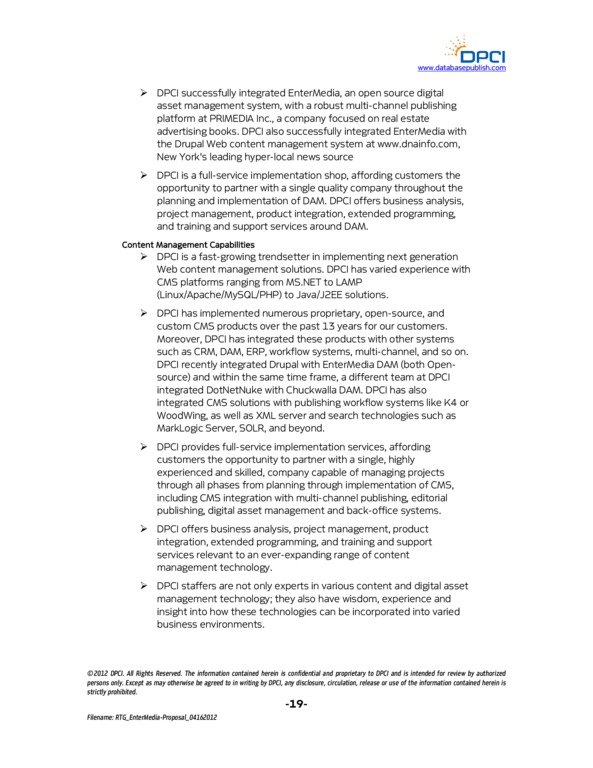 DPCI
www.databasepublish.com
➢ DPCI successfully integrated EnterMedia, an open source digital
asset management system, with a robust multi-channel publishing
platform at PRIMEDIA Inc., a company focused on real estate
advertising books. DPCI also successfully integrated EnterMedia with
the Drupal Web content management system at www.dnainfo.com,
New York's leading hyper-local news source
➢ DPCI is a full-service implementation shop, affording customers the
opportunity to partner with a single quality company throughout the
planning and implementation of DAM. DPCI offers business analysis,
project management, product integration, extended programming,
and training and support services around DAM.
Content Management Capabilities
➢ DPCI is a fast-growing trendsetter in implementing next generation
Web content management solutions. DPCI has varied experience with
CMS platforms ranging from MS.NET to LAMP
(Linux/Apache/MySQL/PHP) to Java/J2EE solutions.
➢ DPCI has implemented numerous proprietary, open-source, and
custom CMS products over the past 13 years for our customers.
Moreover, DPCI has integrated these products with other systems
such as CRM, DAM, ERP, workflow systems, multi-channel, and so on.
DPCI recently integrated Drupal with EnterMedia DAM (both Open-
source) and within the same time frame, a different team at DPCI
integrated DotNetNuke with Chuckwalla DAM. DPCI has also
integrated CMS solutions with publishing workflow systems like K4 or
WoodWing, as well as XML server and search technologies such as
MarkLogic Server, SOLR, and beyond.
➢ DPCI provides full-service implementation services, affording
customers the opportunity to partner with a single, highly
experienced and skilled, company capable of managing projects
through all phases from planning through implementation of CMS,
including CMS integration with multi-channel publishing, editorial
publishing, digital asset management and back-office systems.
➢ DPCI offers business analysis, project management, product
integration, extended programming, and training and support
services relevant to an ever-expanding range of content
management technology.
➢ DPCI staffers are not only experts in various content and digital asset
management technology; they also have wisdom, experience and
insight into how these technologies can be incorporated into varied
business environments.
©2012 DPCI. All Rights Reserved. The information contained herein is confidential and proprietary to DPCI and is intended for review by authorized
persons only. Except as may otherwise be agreed to in writing by DPCI, any disclosure, circulation, release or use of the information contained herein is
strictly prohibited.
-19-
Filename: RTG_EnterMedia-Proposal_04162012